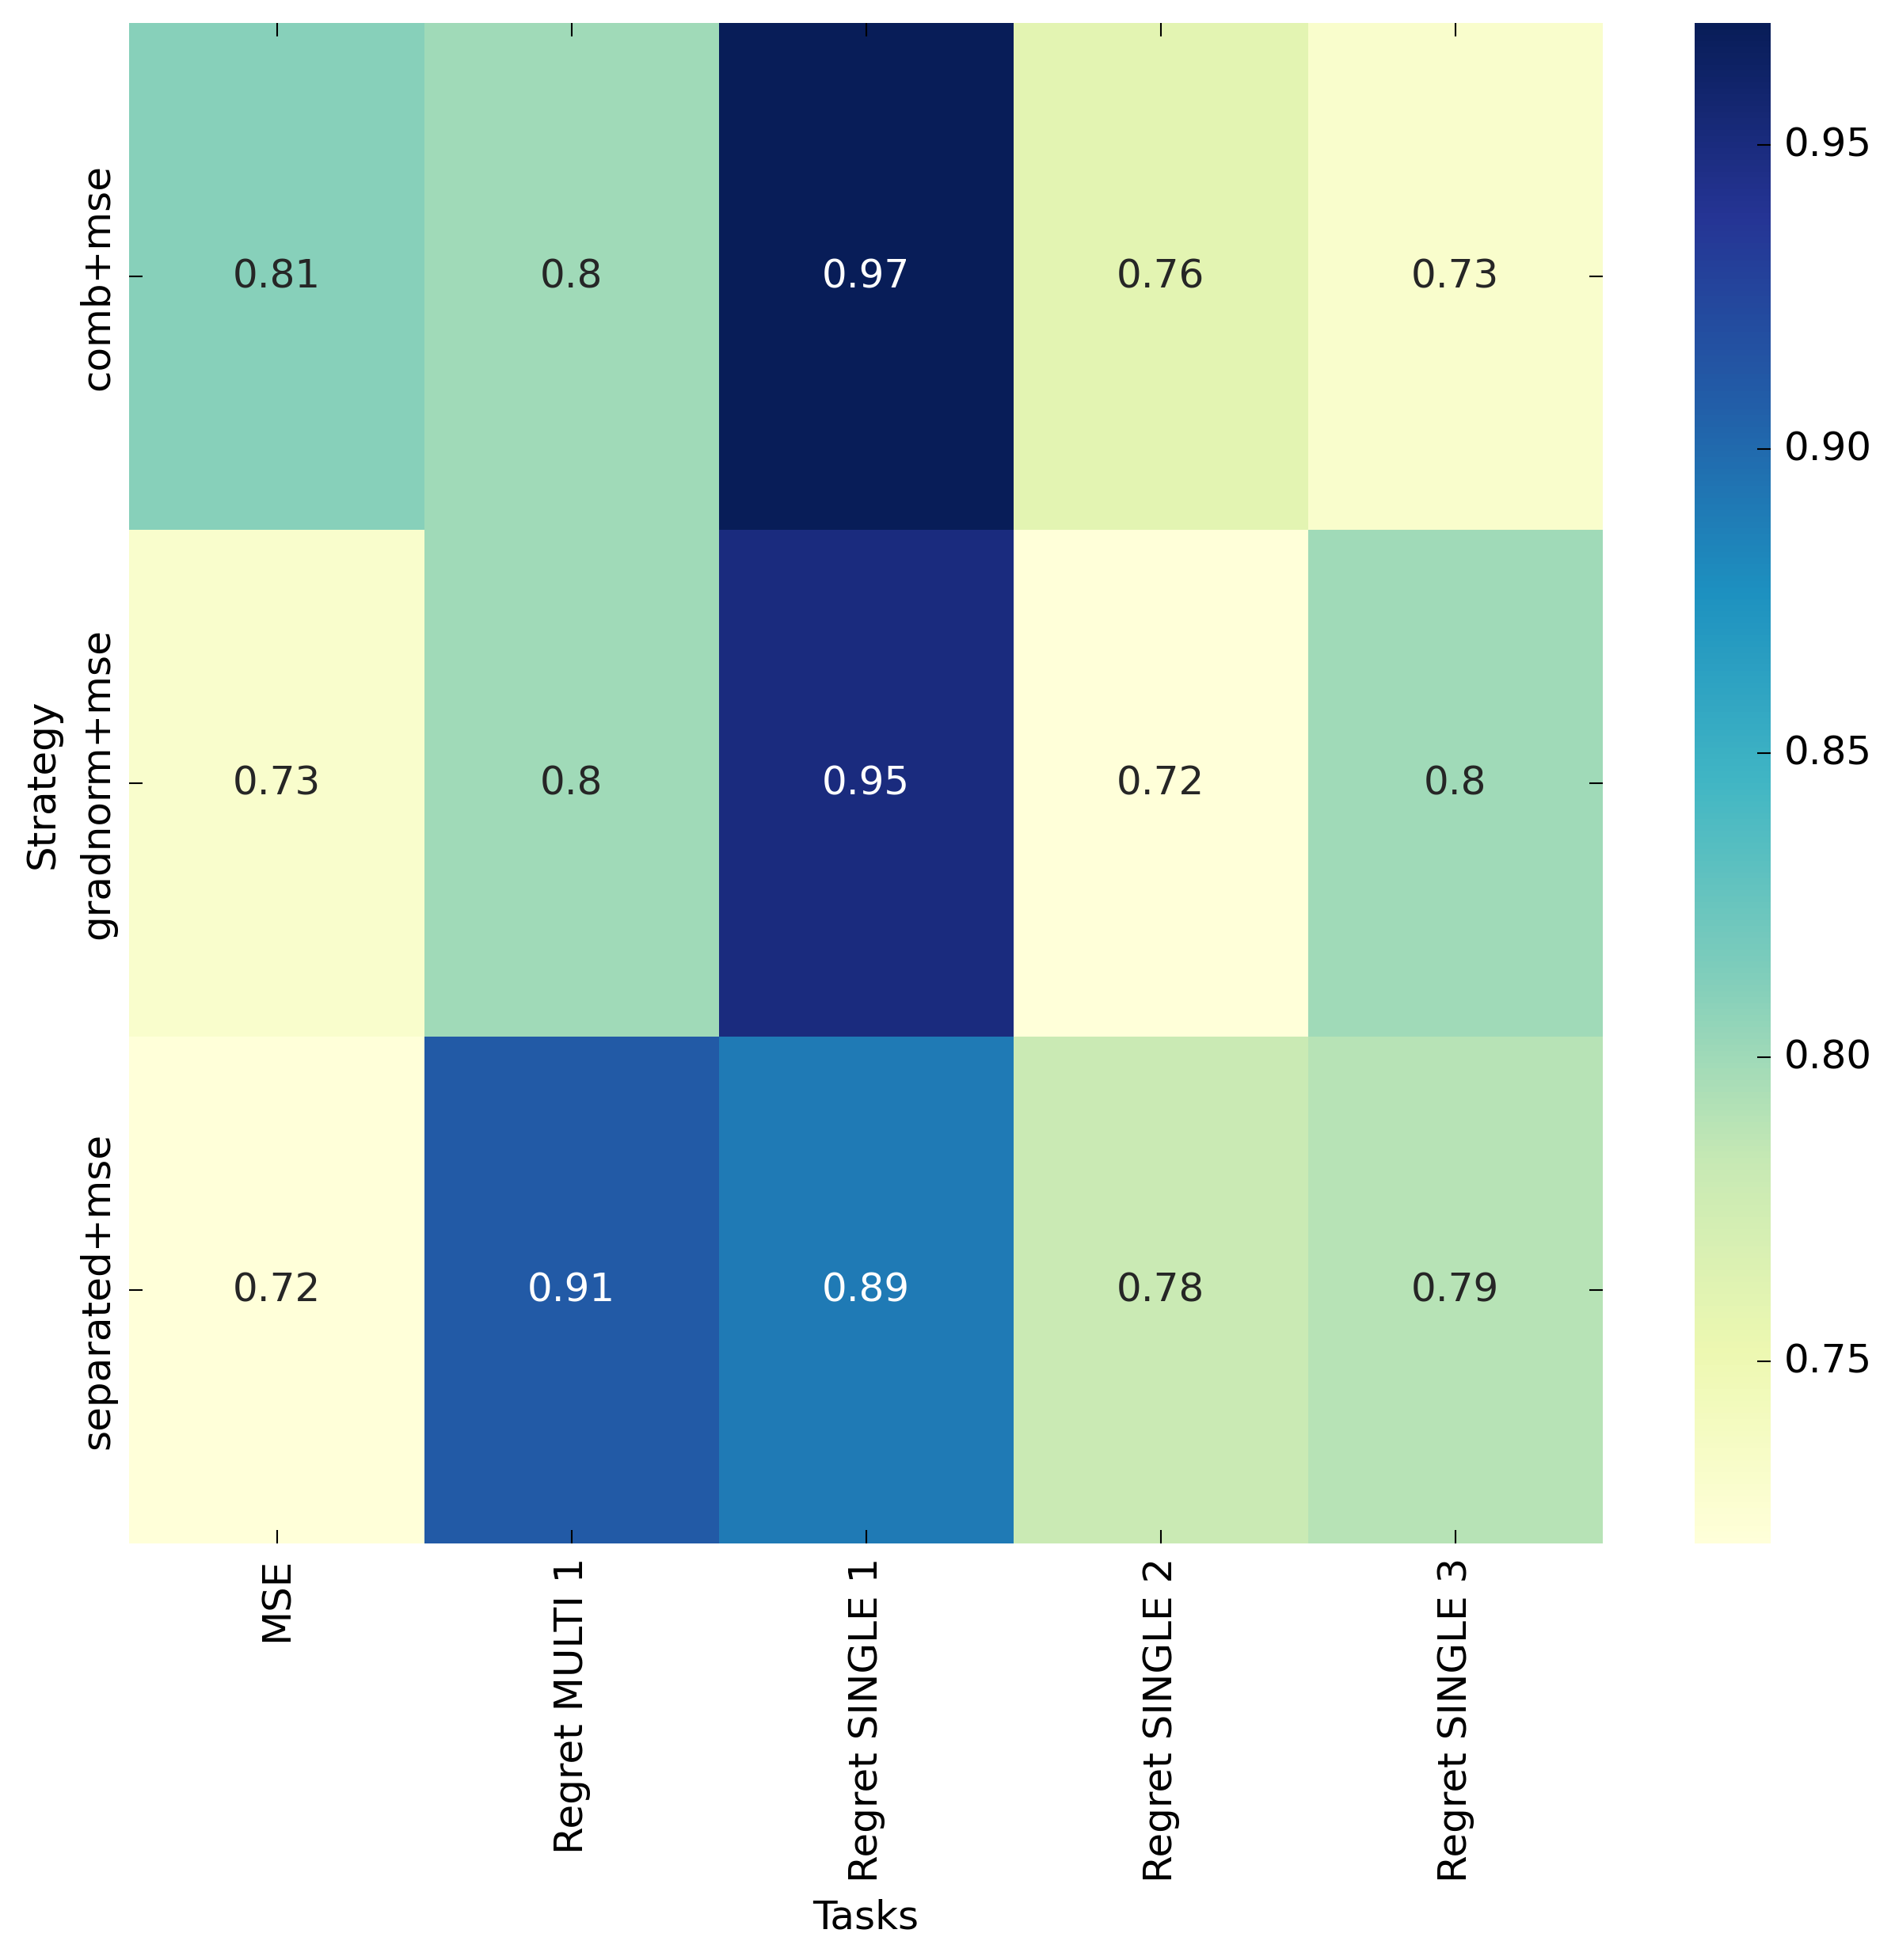 Strategy
comb+mse
0.81 0.8 0.97 0.76 0.73
gradnorm+mse
0.73 0.8 0.95 0.72 0.8
separated+mse
0.72 0.91 0.89 0.78 0.79
MSE
Regret MULTI 1
Regret SINGLE 1
Regret SINGLE 2
Regret SINGLE 3
Tasks
0.95
0.90
0.85
0.80
0.75